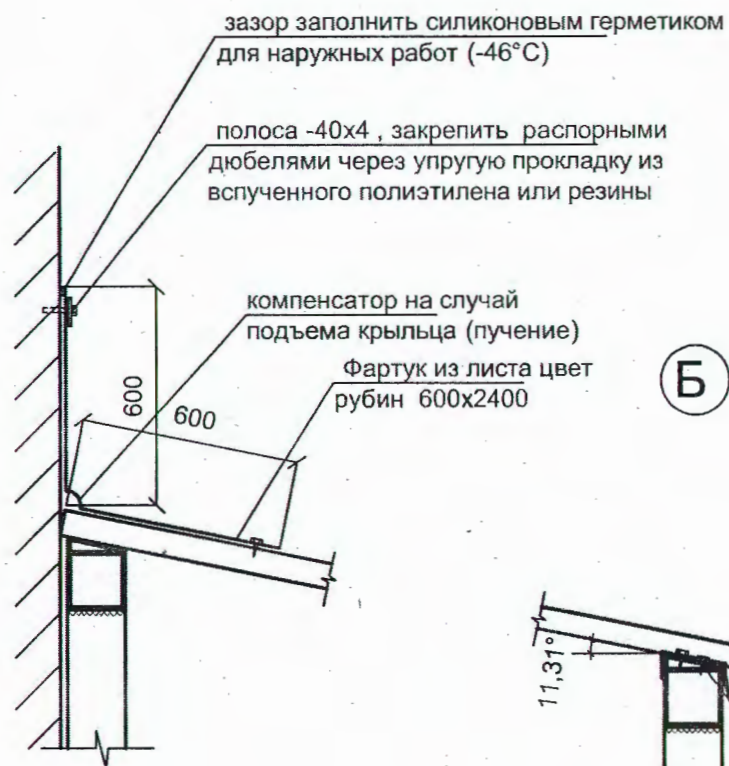 зазор заполнить силиконовым герметиком
для наружных работ (-46°С)
полоса -40х4 , закрепить распорными
дюбелями через упругую прокладку из
вспученного полиэтилена или резины
компенсатор на случай
подъема крыльца (пучение)
Фартук из листа цвет
рубин 600х2400
600
600
Б
11,31°